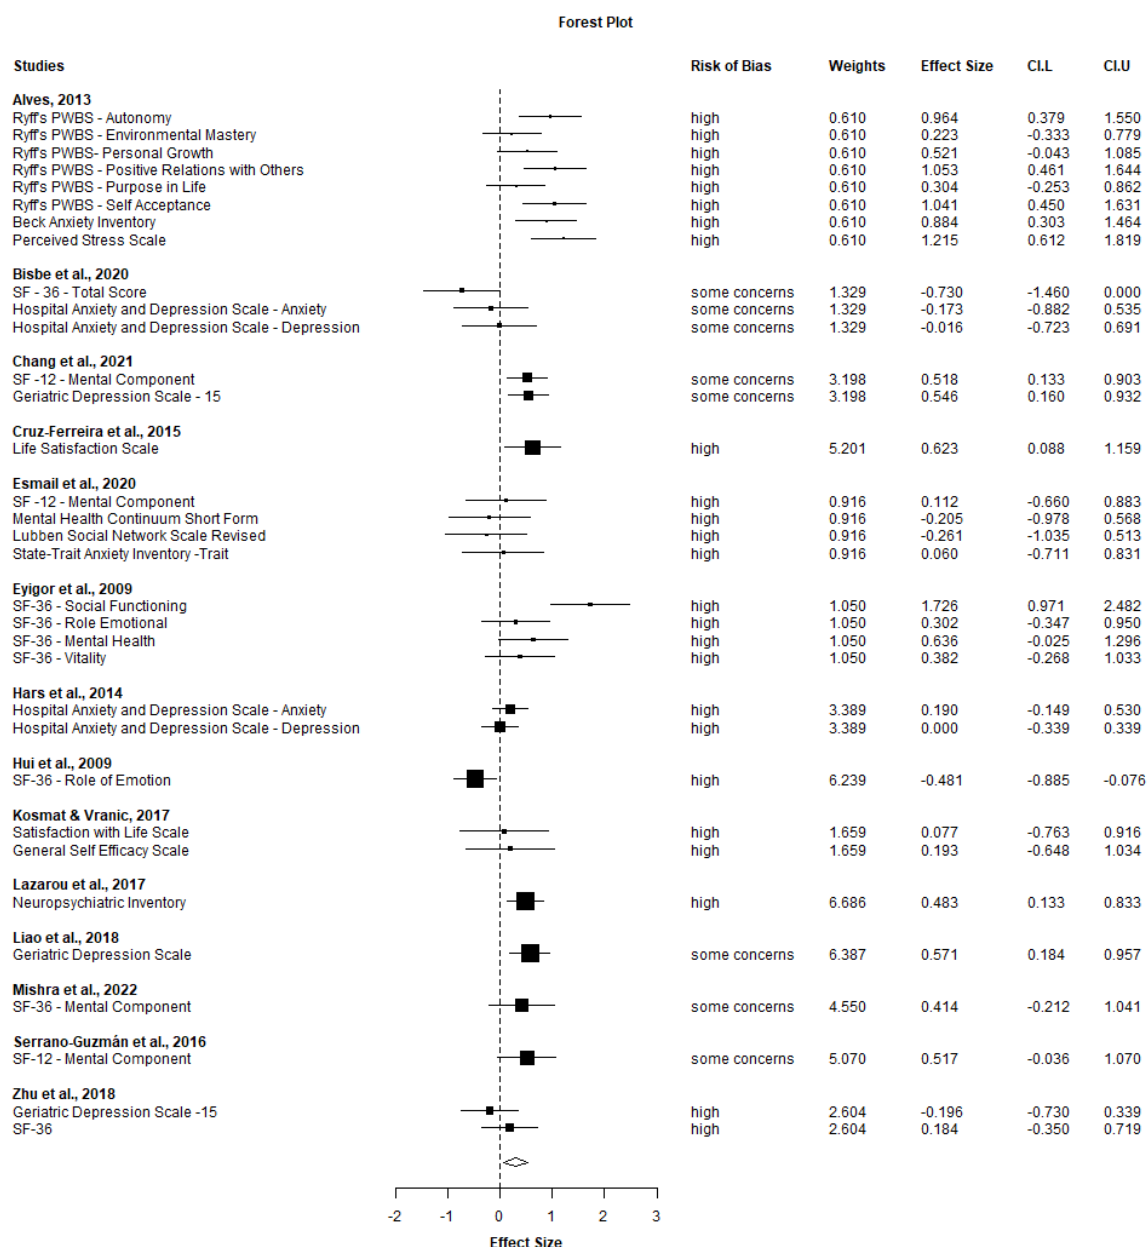 Forest Plot
Studies Risk of Bias Weights Effect Size CI.L CI.U
Alves, 2013
Ryff's PWBS - Autonomy high 0.610 0.964 0.379 1.550
Ryff's PWBS - Environmental Mastery high 0.610 0.223 -0.333 0.779
Ryff's PWBS- Personal Growth high 0.610 0.521 -0.043 1.085
Ryff's PWBS - Positive Relations with Others high 0.610 1.053 0.461 1.644
Ryff's PWBS - Purpose in Life high 0.610 0.304 -0.253 0.862
Ryff's PWBS - Self Acceptance high 0.610 1.041 0.450 1.631
Beck Anxiety Inventory high 0.610 0.884 0.303 1.464
Perceived Stress Scale high 0.610 1.215 0.612 1.819
Bisbe et al., 2020
SF - 36 - Total Score some concerns 1.329 -0.730 -1.460 0.000
Hospital Anxiety and Depression Scale - Anxiety some concerns 1.329 -0.173 -0.882 0.535
Hospital Anxiety and Depression Scale - Depression some concerns 1.329 -0.016 -0.723 0.691
Chang et al., 2021
SF -12 - Mental Component some concerns 3.198 0.518 0.133 0.903
Geriatric Depression Scale - 15 some concerns 3.198 0.546 0.160 0.932
Cruz-Ferreira et al., 2015
Life Satisfaction Scale high 5.201 0.623 0.088 1.159
Esmail et al., 2020
SF -12 - Mental Component high 0.916 0.112 -0.660 0.883
Mental Health Continuum Short Form high 0.916 -0.205 -0.978 0.568
Lubben Social Network Scale Revised high 0.916 -0.261 -1.035 0.513
State-Trait Anxiety Inventory -Trait high 0.916 0.060 -0.711 0.831
Eyigor et al., 2009
SF-36 - Social Functioning high 1.050 1.726 0.971 2.482
SF-36 - Role Emotional high 1.050 0.302 -0.347 0.950
SF-36 - Mental Health high 1.050 0.636 -0.025 1.296
SF-36 - Vitality high 1.050 0.382 -0.268 1.033
Hars et al., 2014
Hospital Anxiety and Depression Scale - Anxiety high 3.389 0.190 -0.149 0.530
Hospital Anxiety and Depression Scale - Depression high 3.389 0.000 -0.339 0.339
Hui et al., 2009
SF-36 - Role of Emotion high 6.239 -0.481 -0.885 -0.076
Kosmat & Vranic, 2017
Satisfaction with Life Scale high 1.659 0.077 -0.763 0.916
General Self Efficacy Scale high 1.659 0.193 -0.648 1.034
Lazarou et al., 2017
Neuropsychiatric Inventory high 6.686 0.483 0.133 0.833
Liao et al., 2018
Geriatric Depression Scale some concerns 6.387 0.571 0.184 0.957
Mishra et al., 2022
SF-36 - Mental Component some concerns 4.550 0.414 -0.212 1.041
Serrano-Guzmán et al., 2016
SF-12 - Mental Component some concerns 5.070 0.517 -0.036 1.070
Zhu et al., 2018
Geriatric Depression Scale -15 high 2.604 -0.196 -0.730 0.339
SF-36 high 2.604 0.184 -0.350 0.719
-2 -1 0 1 2 3
Effect Size